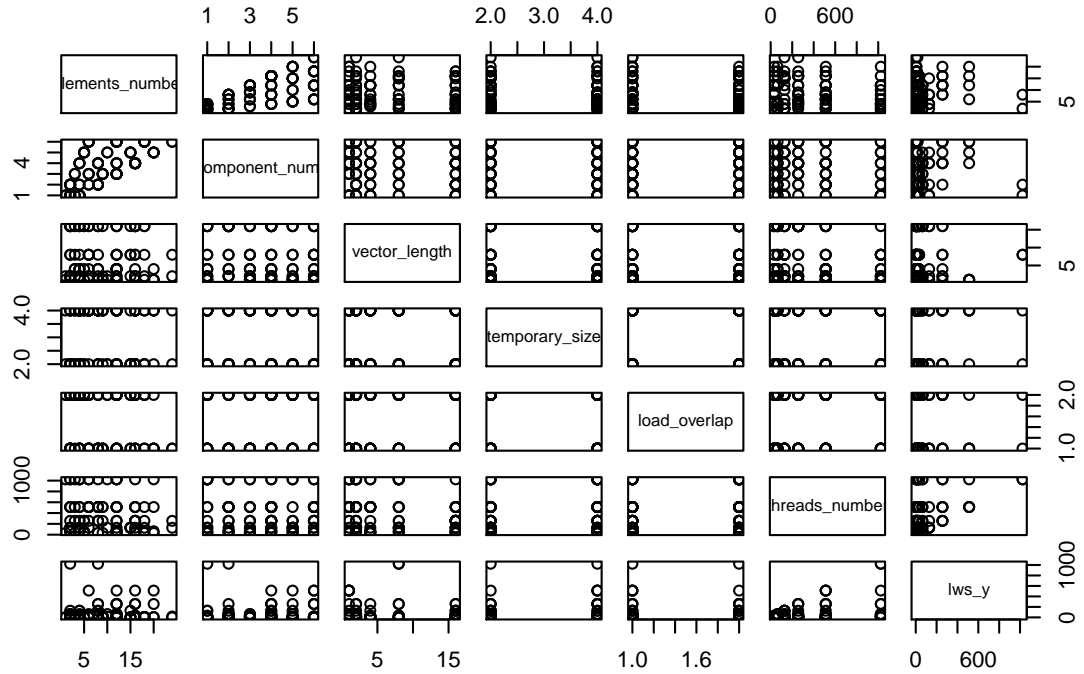 1 3 5 2.0 3.0 4.0 0 600
lements_numbe 5
1 4 omponent_num
vector_length 5
2.0 4.0 temporary_size
load_overlap 1.0 2.0
0 1000 hreads_number
lws_y 0 1000
5 15 5 15 1.0 1.6 0 600